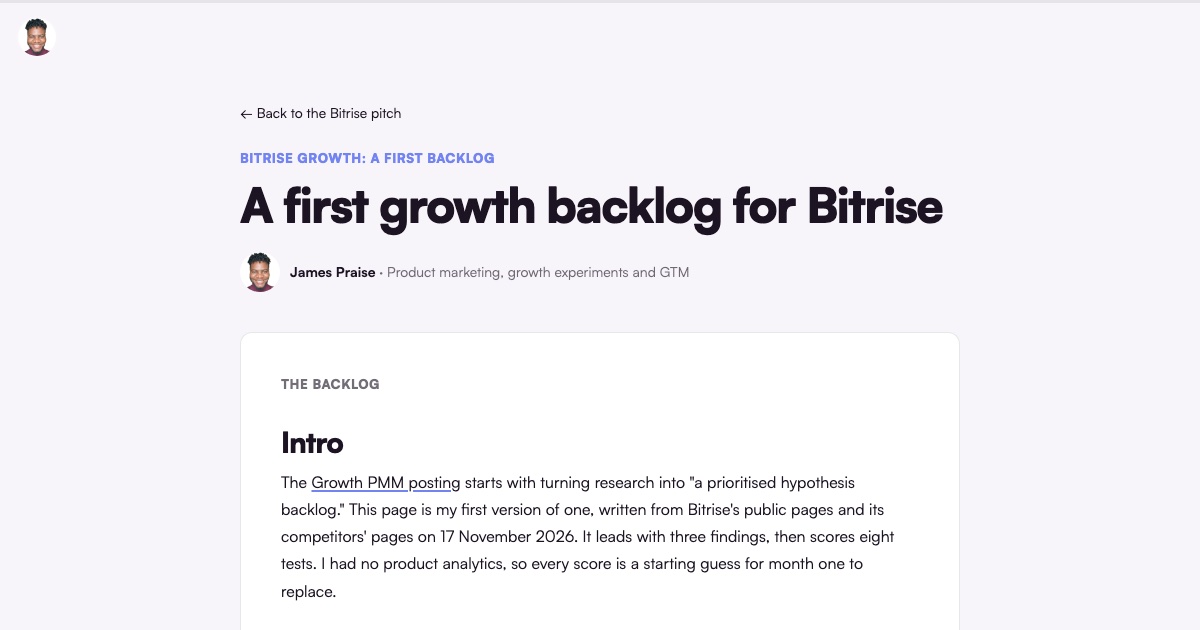 ← Back to the Bitrise pitch
BITRISE GROWTH: A FIRST BACKLOG
A first growth backlog for Bitrise
James Praise · Product marketing, growth experiments and GTM
THE BACKLOG
Intro
The Growth PMM posting starts with turning research into "a prioritised hypothesis
backlog." This page is my first version of one, written from Bitrise's public pages and its
competitors' pages on 17 November 2026. It leads with three findings, then scores eight
tests. I had no product analytics, so every score is a starting guess for month one to
replace.